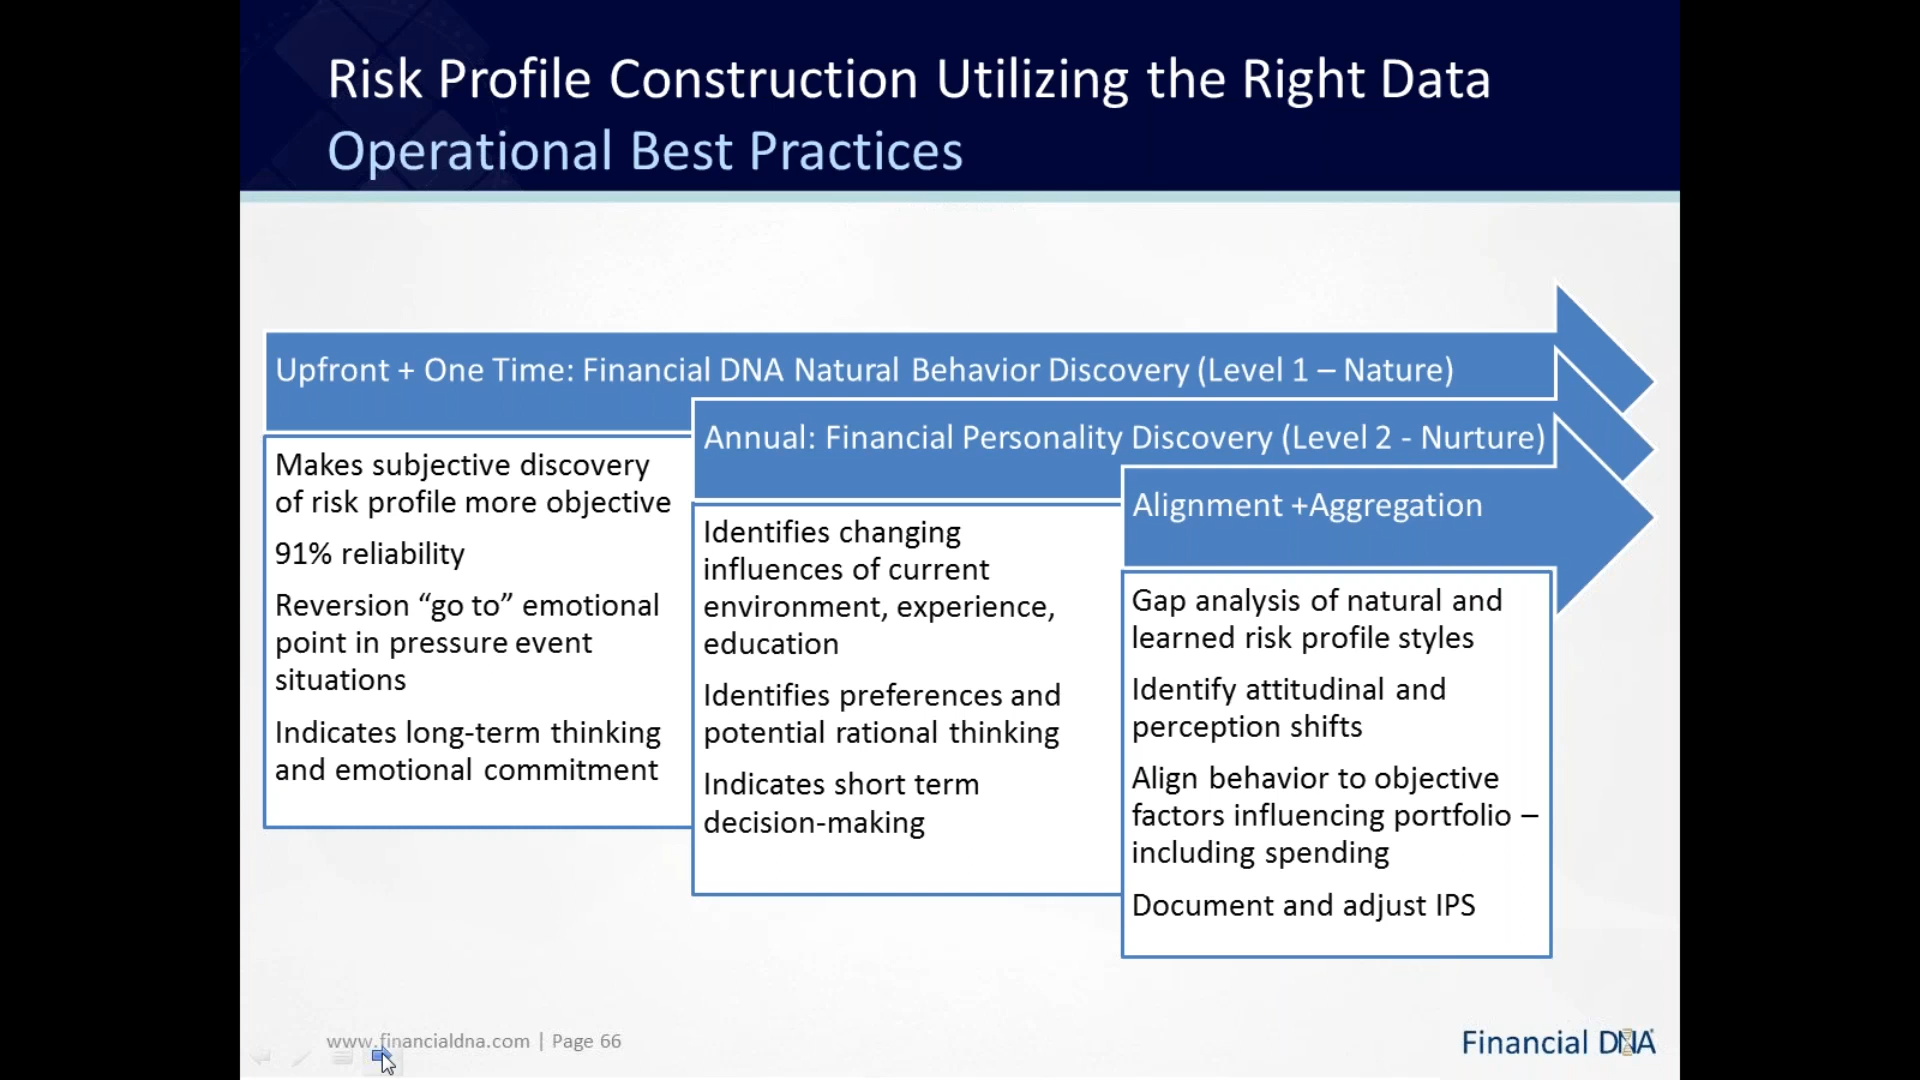 Risk Profile Construction Utilizing the Right Data
Operational Best Practices
Upfront + One Time: Financial DNA Natural Behavior Discovery (Level 1 – Nature)
Makes subjective discovery
of risk profile more objective
91% reliability
Reversion “go to” emotional
point in pressure event
situations
Indicates long-term thinking
and emotional commitment
Annual: Financial Personality Discovery (Level 2 - Nurture)
Identifies changing
influences of current
environment, experience,
education
Identifies preferences and
potential rational thinking
Indicates short term
decision-making
Alignment +Aggregation
Gap analysis of natural and
learned risk profile styles
Identify attitudinal and
perception shifts
Align behavior to objective
factors influencing portfolio –
including spending
Document and adjust IPS
www.financialdna.com | Page 66
Financial DNA